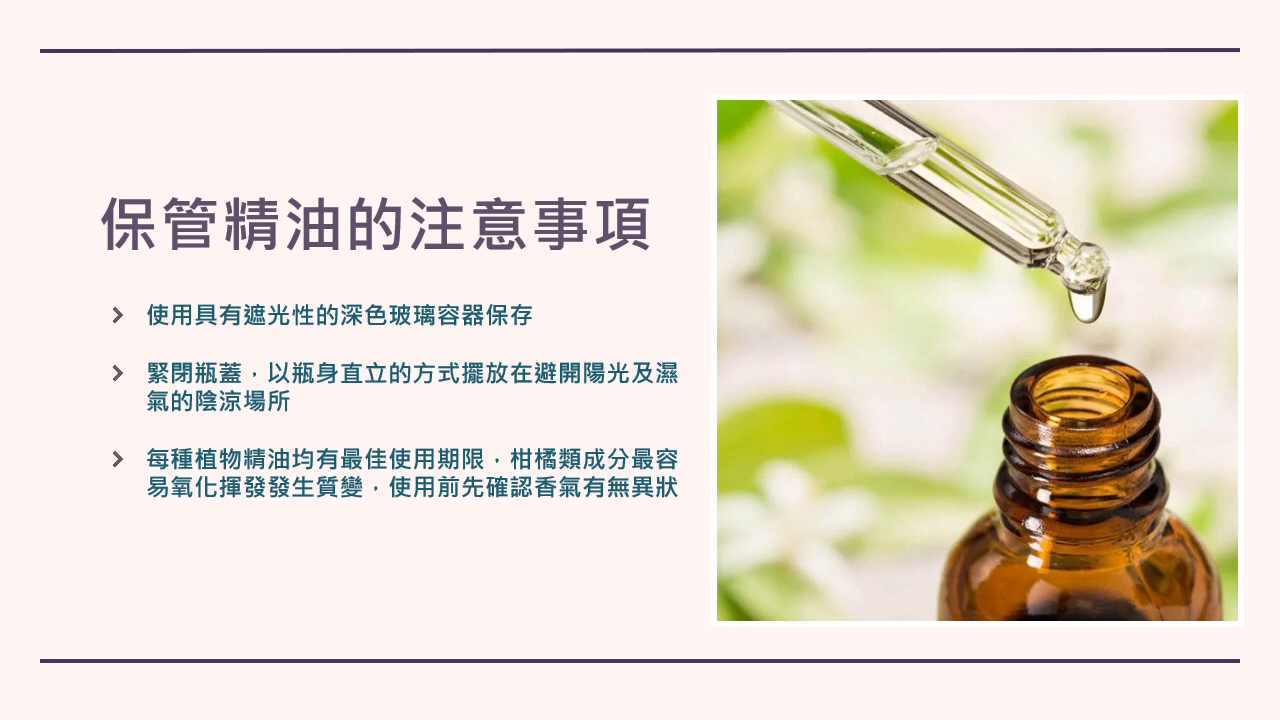 保管精油的注意事項
使用具有遮光性的深色玻璃容器保存
緊閉瓶蓋，以瓶身直立的方式擺放在避開陽光及濕
氣的陰涼場所
每種植物精油均有最佳使用期限，柑橘類成分最容
易氧化揮發發生質變，使用前先確認香氣有無異狀